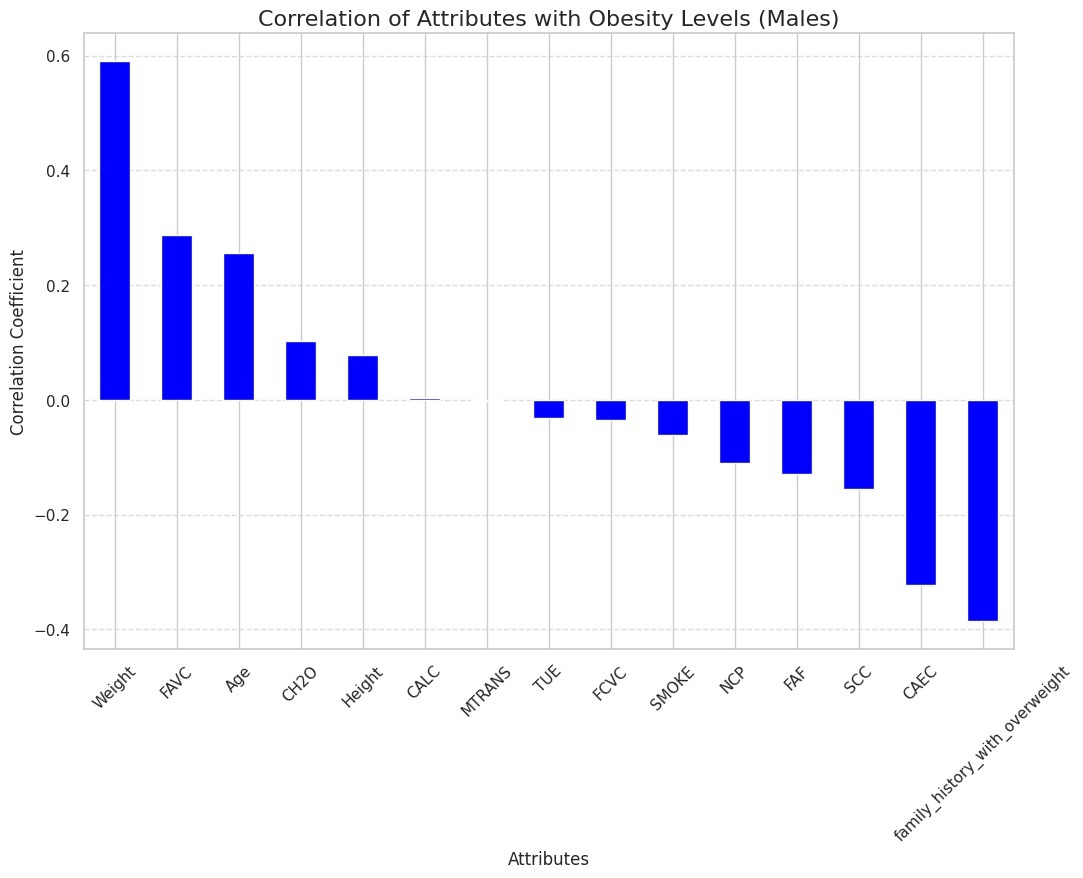 Correlation of Attributes with Obesity Levels (Males)
Correlation Coefficient
0.6
0.4
0.2
0.0
−0.2
−0.4
Weight
FAVC
Age
CH2O
Height
CALC
MTRANS
TUE
FCVC
SMOKE
NCP
FAF
SCC
CAEC
family_history_with_overweight
Attributes